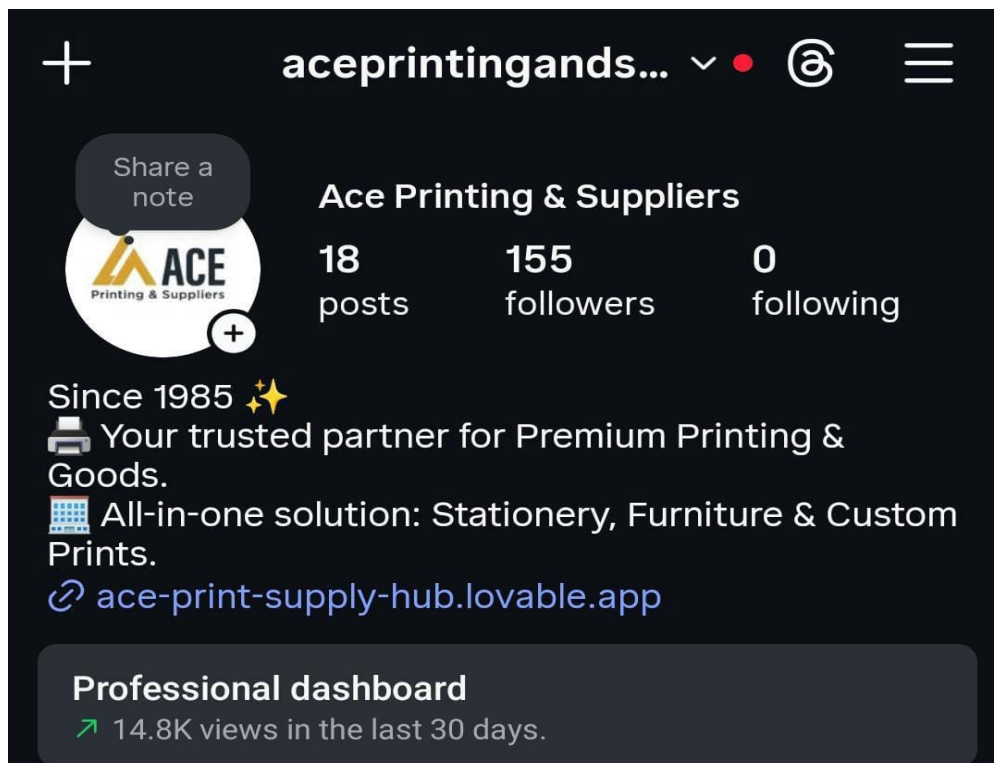 aceprintingands...
Share a
note
ACE
Printing & Suppliers
Ace Printing & Suppliers
18 155 0
posts followers following
Since 1985 ✨
🖨️ Your trusted partner for Premium Printing &
Goods.
🏢 All-in-one solution: Stationery, Furniture & Custom
Prints.
ace-print-supply-hub.lovable.app
Professional dashboard
14.8K views in the last 30 days.